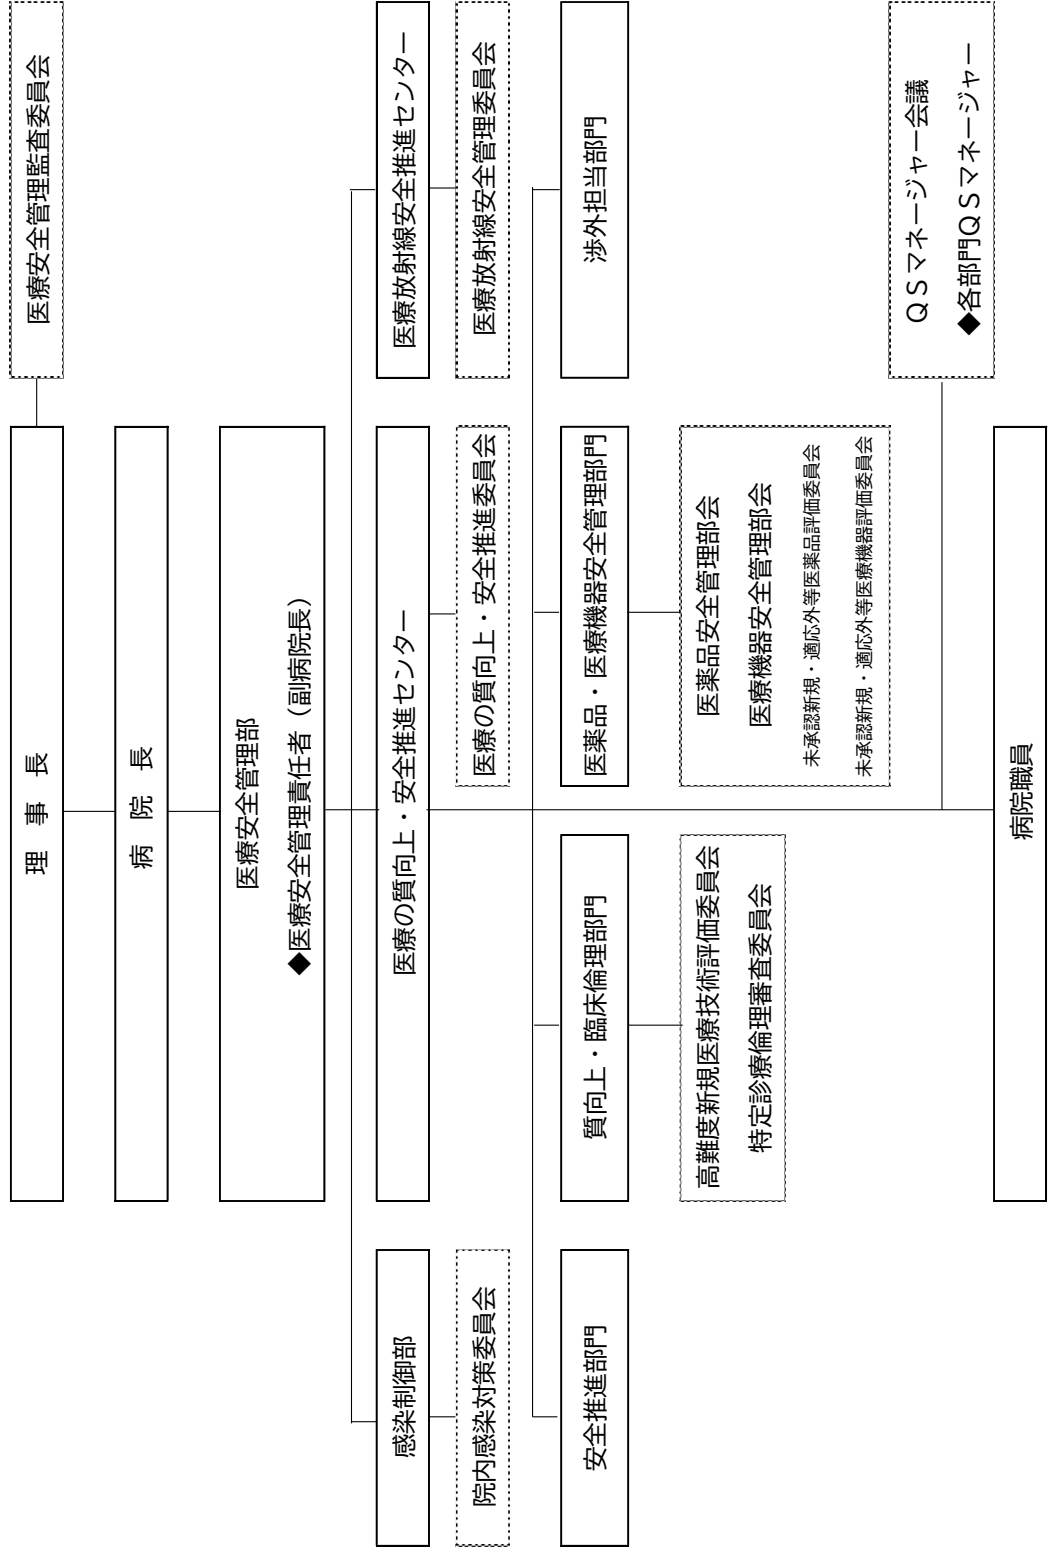 理　事　長
医療安全管理監査委員会
病　院　長
医療安全管理部
◆医療安全管理責任者（副病院長）
感染制御部
医療の質向上・安全推進センター
医療放射線安全推進センター
院内感染対策委員会
医療の質向上・安全推進委員会
医療放射線安全管理委員会
安全推進部門
質向上・臨床倫理部門
医薬品・医療機器安全管理部門
渉外担当部門
高難度新規医療技術評価委員会
特定診療倫理審査委員会
医薬品安全管理部会
医療機器安全管理部会
未承認新規・適応外等医薬品評価委員会
未承認新規・適応外等医療機器評価委員会
ＱＳマネージャー会議
◆各部門ＱＳマネージャー
病院職員